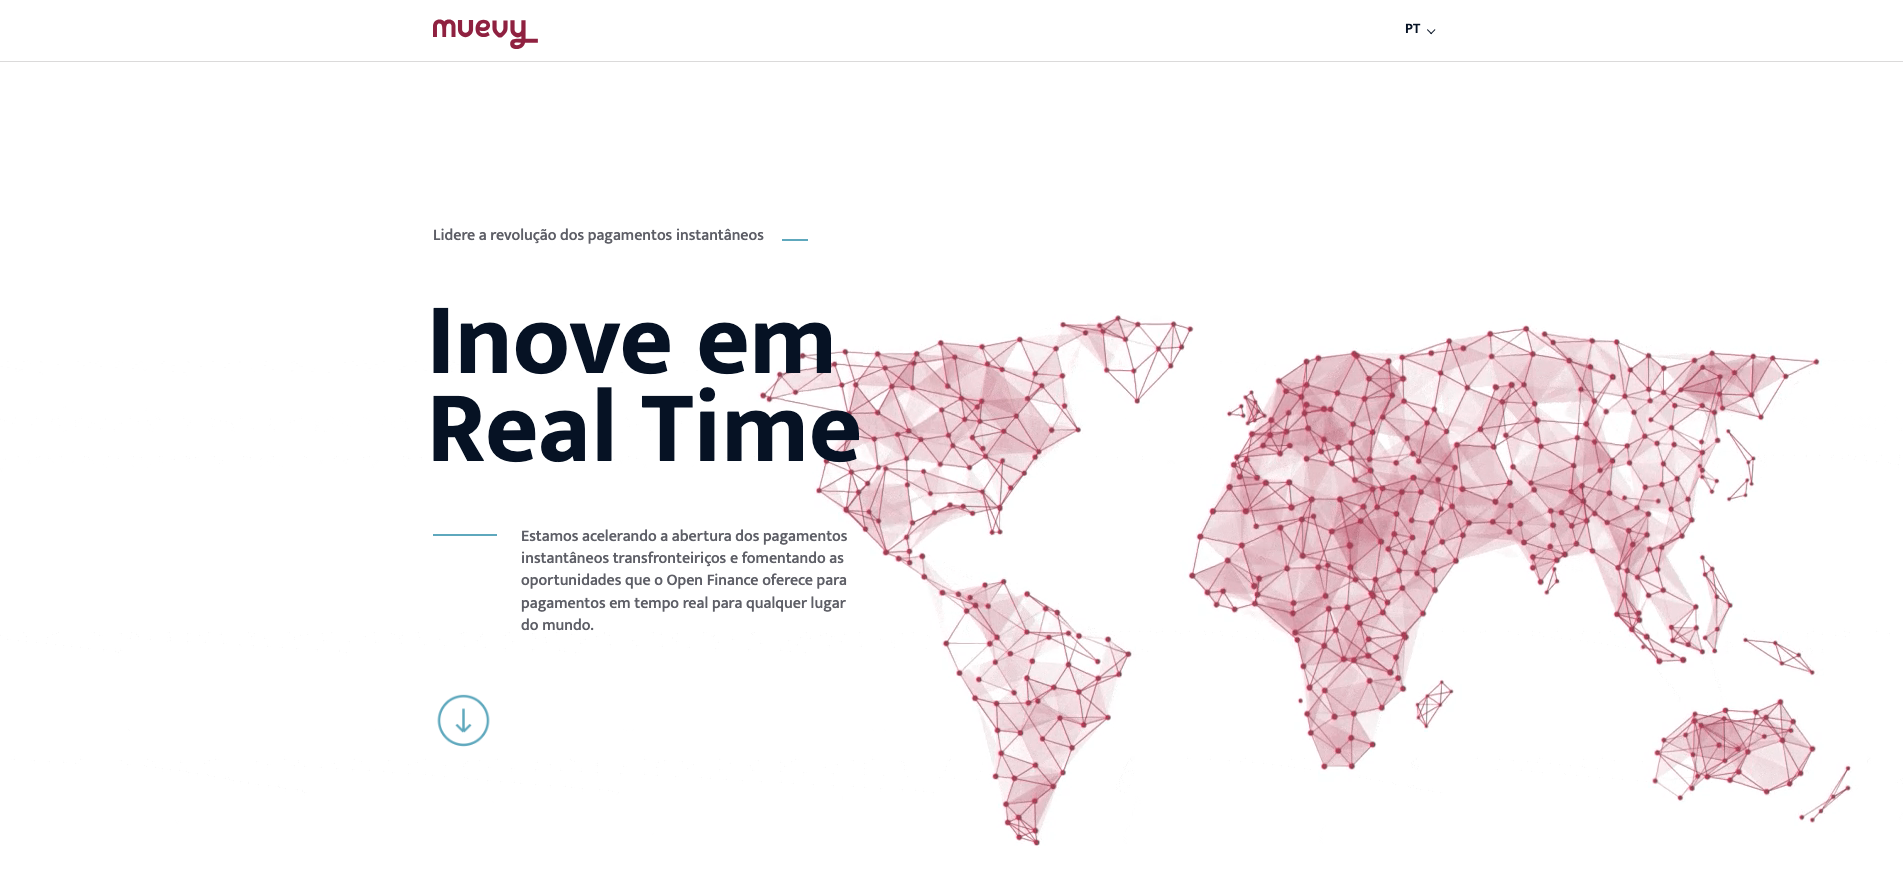 muevy
PT
Lidere a revolução dos pagamentos instantâneos
Inove em
Real Time
Estamos acelerando a abertura dos pagamentos
instantâneos transfronteiriços e fomentando as
oportunidades que o Open Finance oferece para
pagamentos em tempo real para qualquer lugar
do mundo.